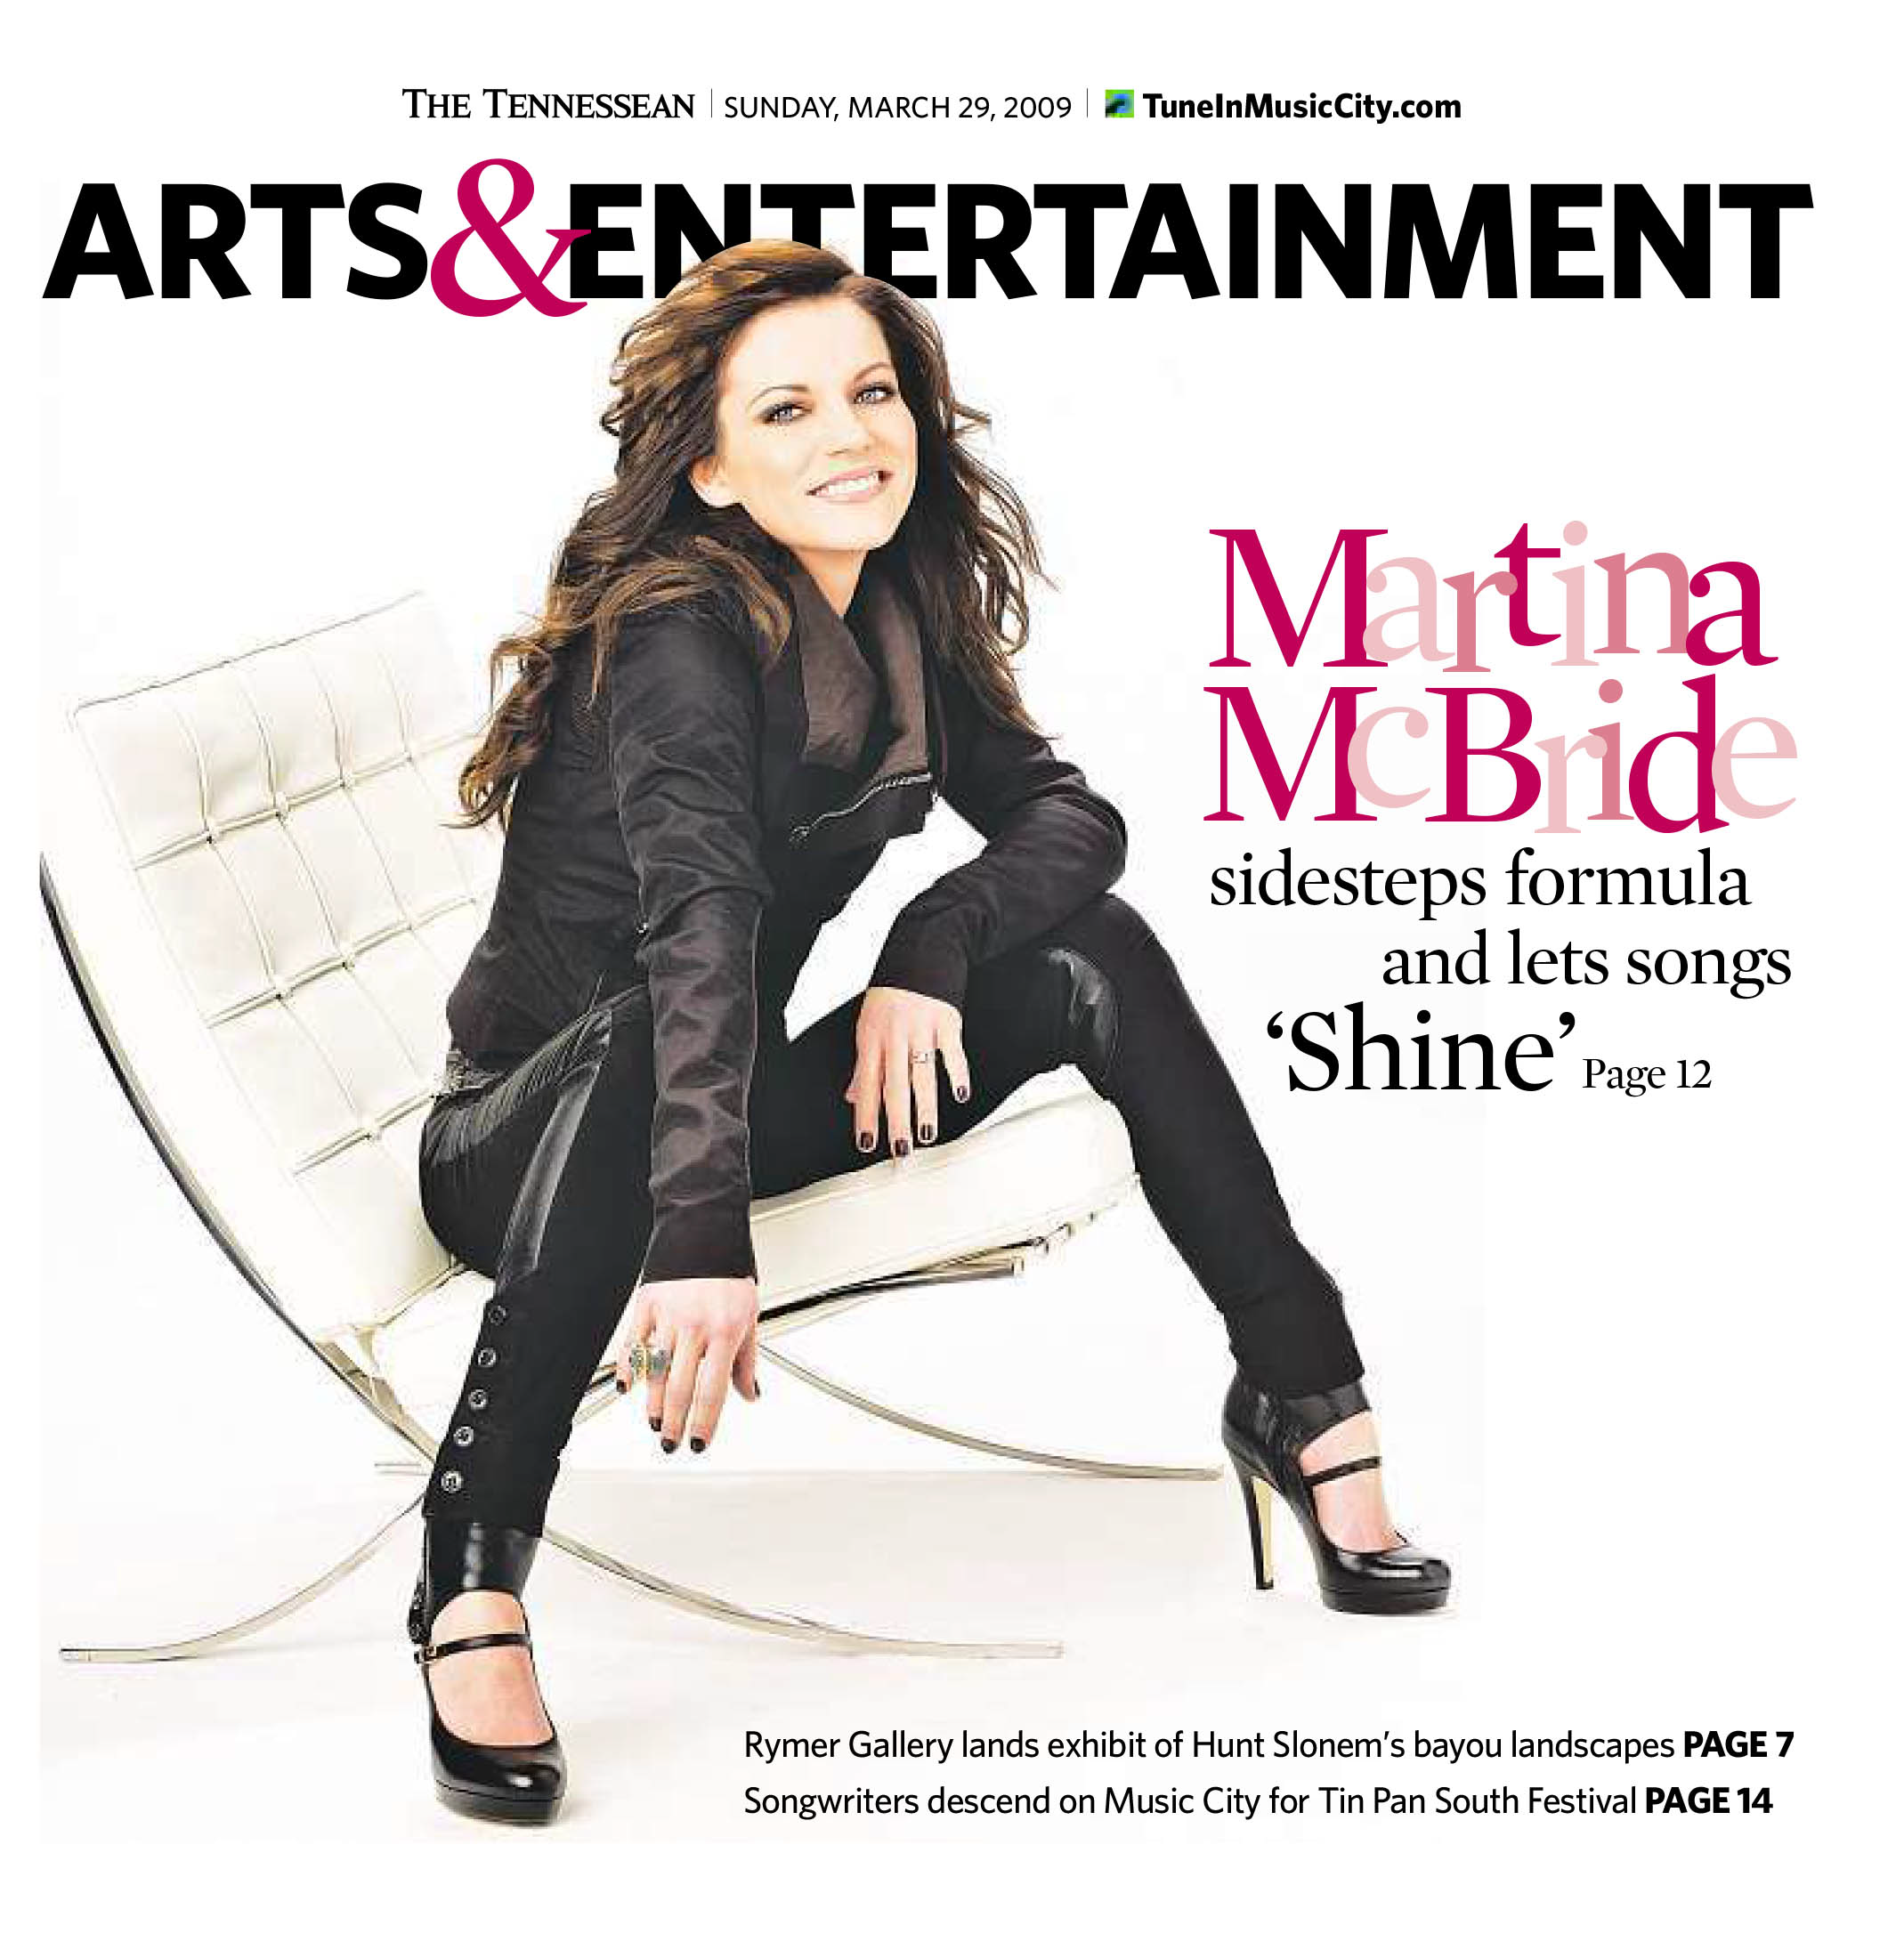 THE TENNESSEAN | SUNDAY, MARCH 29, 2009 | TuneInMusicCity.com
ARTS&ENTERTAINMENT
Martina
McBride
sidesteps formula
and lets songs
‘Shine’ Page 12
Rymer Gallery lands exhibit of Hunt Slonem’s bayou landscapes PAGE 7
Songwriters descend on Music City for Tin Pan South Festival PAGE 14